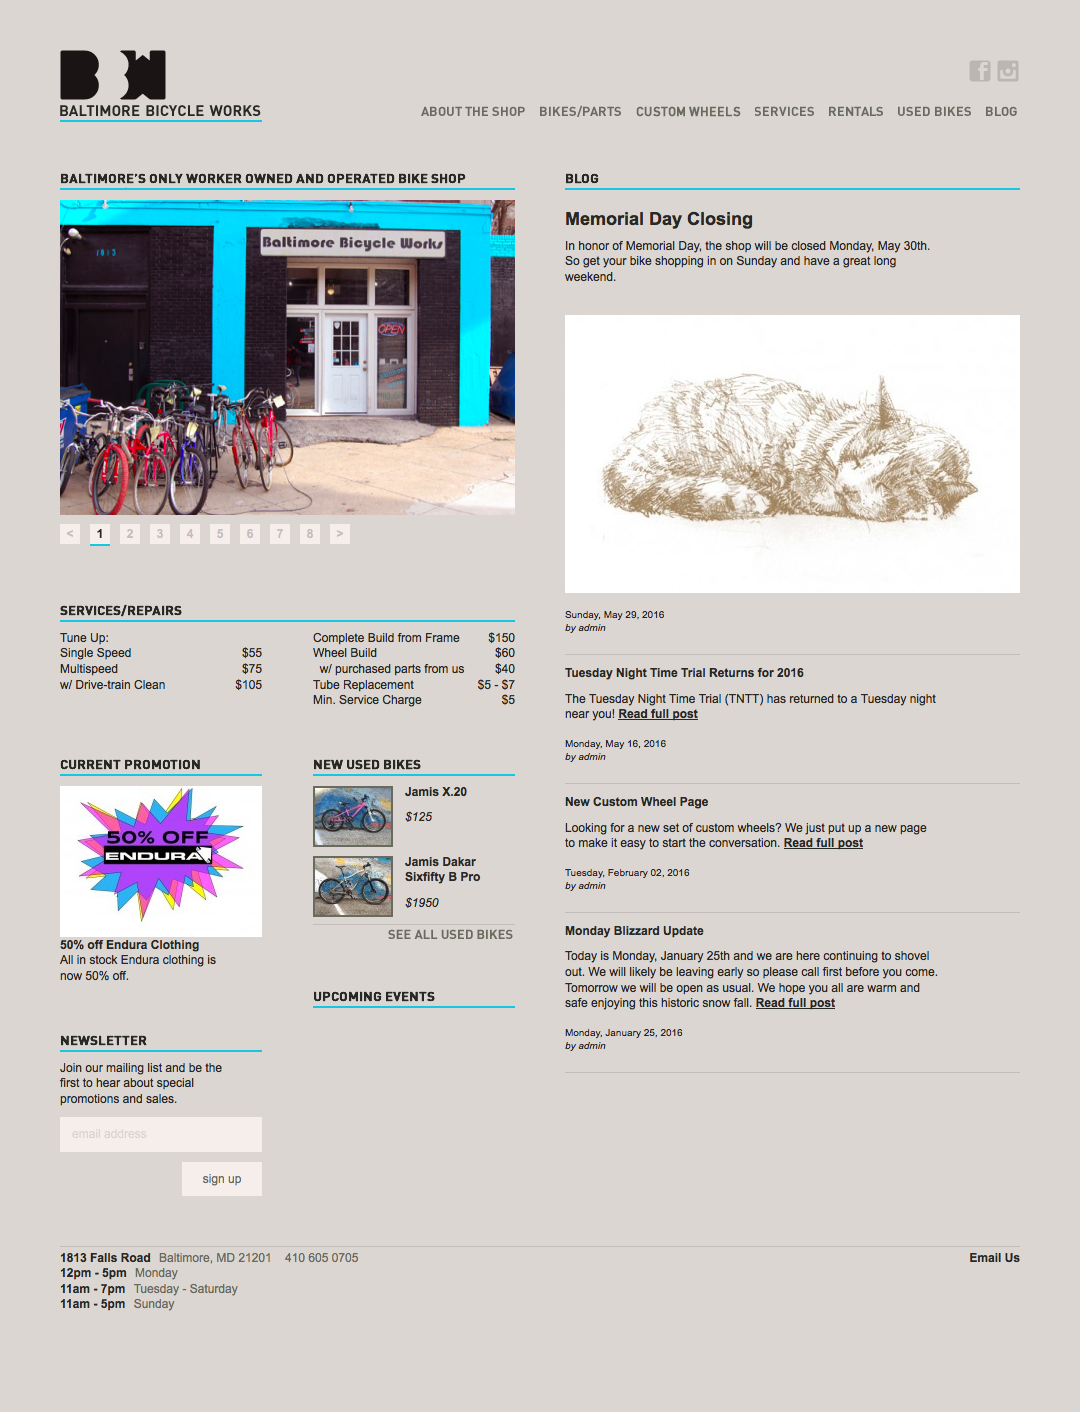 BALTIMORE BICYCLE WORKS
ABOUT THE SHOP BIKES/PARTS CUSTOM WHEELS SERVICES RENTALS USED BIKES BLOG
BALTIMORE'S ONLY WORKER OWNED AND OPERATED BIKE SHOP
1813
Baltimore Bicycle Works
OPEN
< 1 2 3 4 5 6 7 8 >
SERVICES/REPAIRS
Tune Up:
Single Speed $55
Multispeed $75
w/ Drive-train Clean $105
Complete Build from Frame $150
Wheel Build $60
w/ purchased parts from us $40
Tube Replacement $5 - $7
Min. Service Charge $5
CURRENT PROMOTION
50% OFF
ENDURA
50% off Endura Clothing
All in stock Endura clothing is
now 50% off.
NEW USED BIKES
Jamis X.20
$125
Jamis Dakar
Sixfifty B Pro
$1950
SEE ALL USED BIKES
UPCOMING EVENTS
NEWSLETTER
Join our mailing list and be the
first to hear about special
promotions and sales.
email address
sign up
BLOG
Memorial Day Closing
In honor of Memorial Day, the shop will be closed Monday, May 30th.
So get your bike shopping in on Sunday and have a great long
weekend.
Sunday, May 29, 2016
by admin
Tuesday Night Time Trial Returns for 2016
The Tuesday Night Time Trial (TNTT) has returned to a Tuesday night
near you! Read full post
Monday, May 16, 2016
by admin
New Custom Wheel Page
Looking for a new set of custom wheels? We just put up a new page
to make it easy to start the conversation. Read full post
Tuesday, February 02, 2016
by admin
Monday Blizzard Update
Today is Monday, January 25th and we are here continuing to shovel
out. We will likely be leaving early so please call first before you come.
Tomorrow we will be open as usual. We hope you all are warm and
safe enjoying this historic snow fall. Read full post
Monday, January 25, 2016
by admin
1813 Falls Road Baltimore, MD 21201 410 605 0705
12pm - 5pm Monday
11am - 7pm Tuesday - Saturday
11am - 5pm Sunday
Email Us